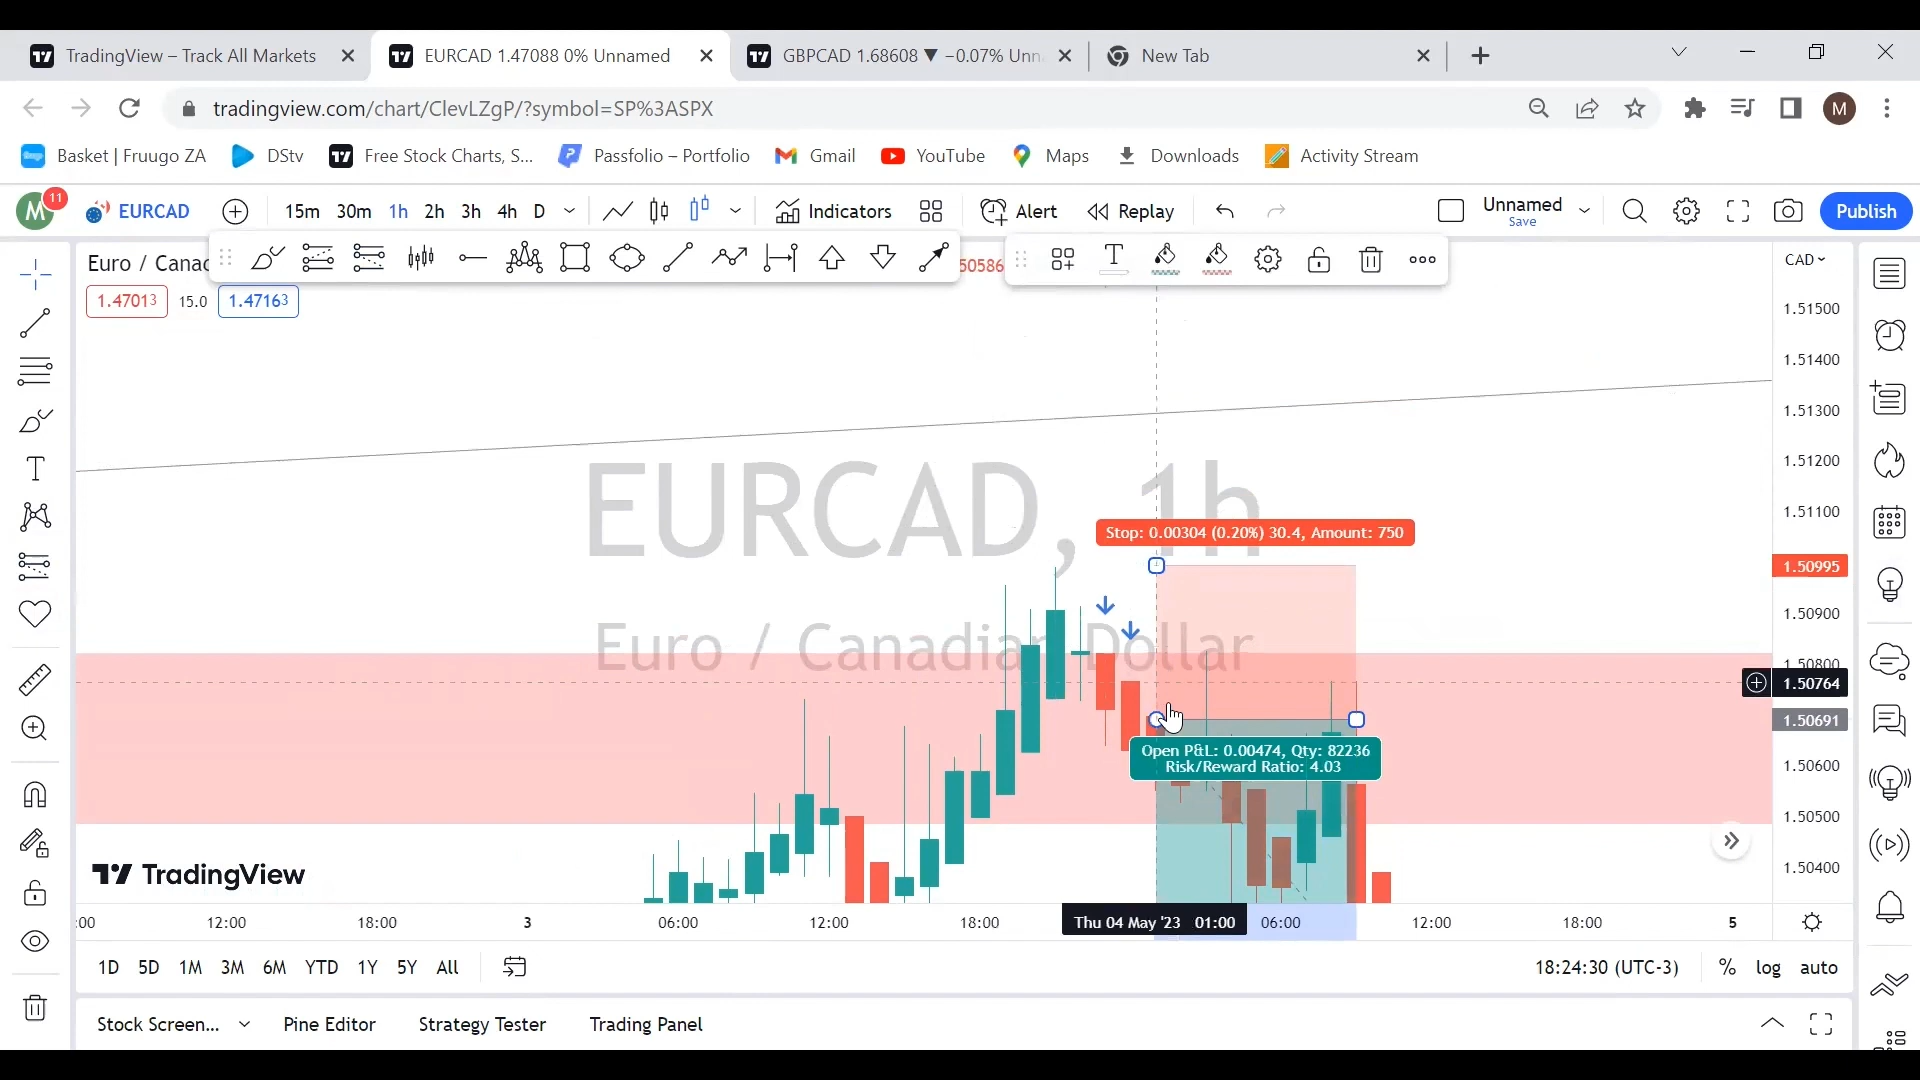 TradingView – Track All Markets
EURCAD 1.47088 0% Unnamed
GBPCAD 1.68608 ▼ −0.07% Unn
New Tab
tradingview.com/chart/ClevLZgP/?symbol=SP%3ASPX
M
Basket | Fruugo ZA
DStv
Free Stock Charts, S...
Passfolio – Portfolio
Gmail
YouTube
Maps
Downloads
Activity Stream
M
11
EURCAD
15m 30m 1h 2h 3h 4h D
Indicators
Alert
Replay
Unnamed
Save
Publish
Euro / Canad
50586
CAD
1.47013 15.0 1.47163
1.51500
1.51400
1.51300
1.51200
1.51100
1.50995
1.50900
1.50800
1.50764
1.50691
1.50600
1.50500
1.50400
EURCAD, 1h
Euro / Canadian Dollar
Stop: 0.00304 (0.20%) 30.4, Amount: 750
Open P&L: 0.00474, Qty: 82236
Risk/Reward Ratio: 4.03
TradingView
:00 12:00 18:00 3 06:00 12:00 18:00 Thu 04 May '23 01:00 06:00 12:00 18:00 5
1D 5D 1M 3M 6M YTD 1Y 5Y All
18:24:30 (UTC-3) % log auto
Stock Screen... Pine Editor Strategy Tester Trading Panel